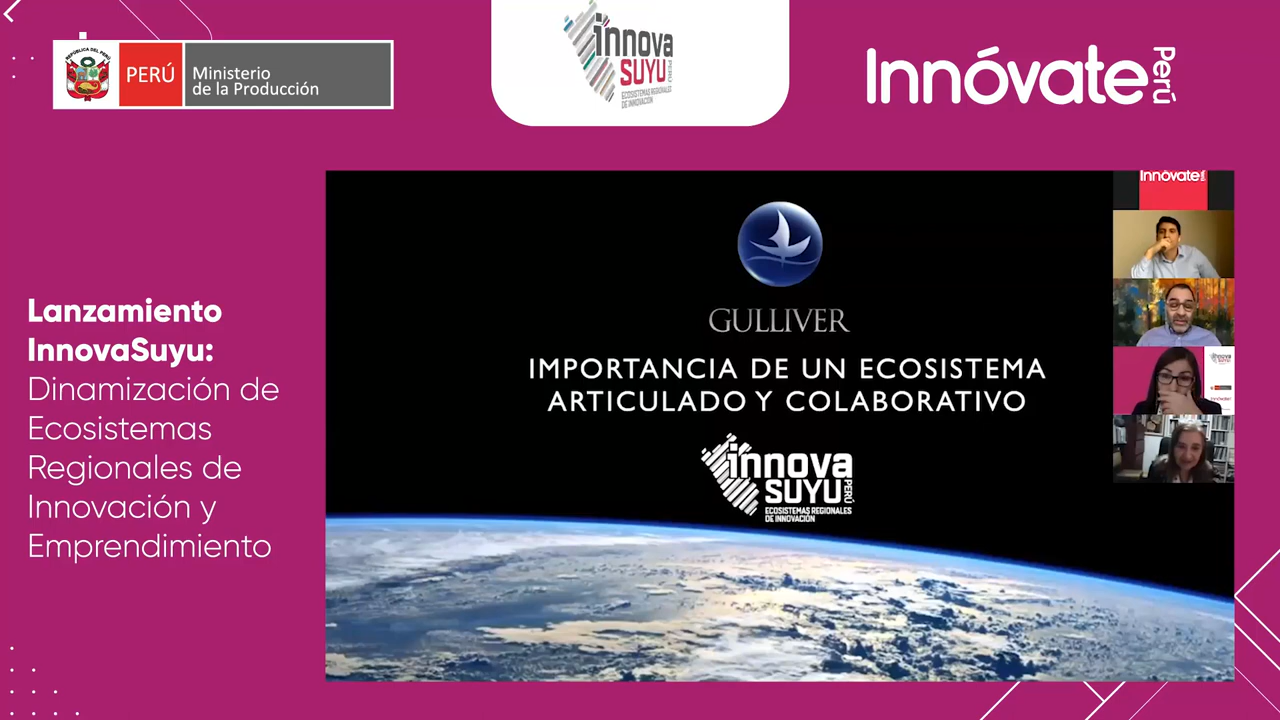 REPÚBLICA DEL PERÚ
PERÚ
Ministerio
de la Producción
innova
SUYU
PERÚ
ECOSISTEMAS REGIONALES
DE INNOVACIÓN
Innóvate
Perú
Innóvate
Lanzamiento
InnovaSuyu:
Dinamización de
Ecosistemas
Regionales de
Innovación y
Emprendimiento
GULLIVER
IMPORTANCIA DE UN ECOSISTEMA
ARTICULADO Y COLABORATIVO
innova
SUYU
PERÚ
ECOSISTEMAS REGIONALES
DE INNOVACIÓN